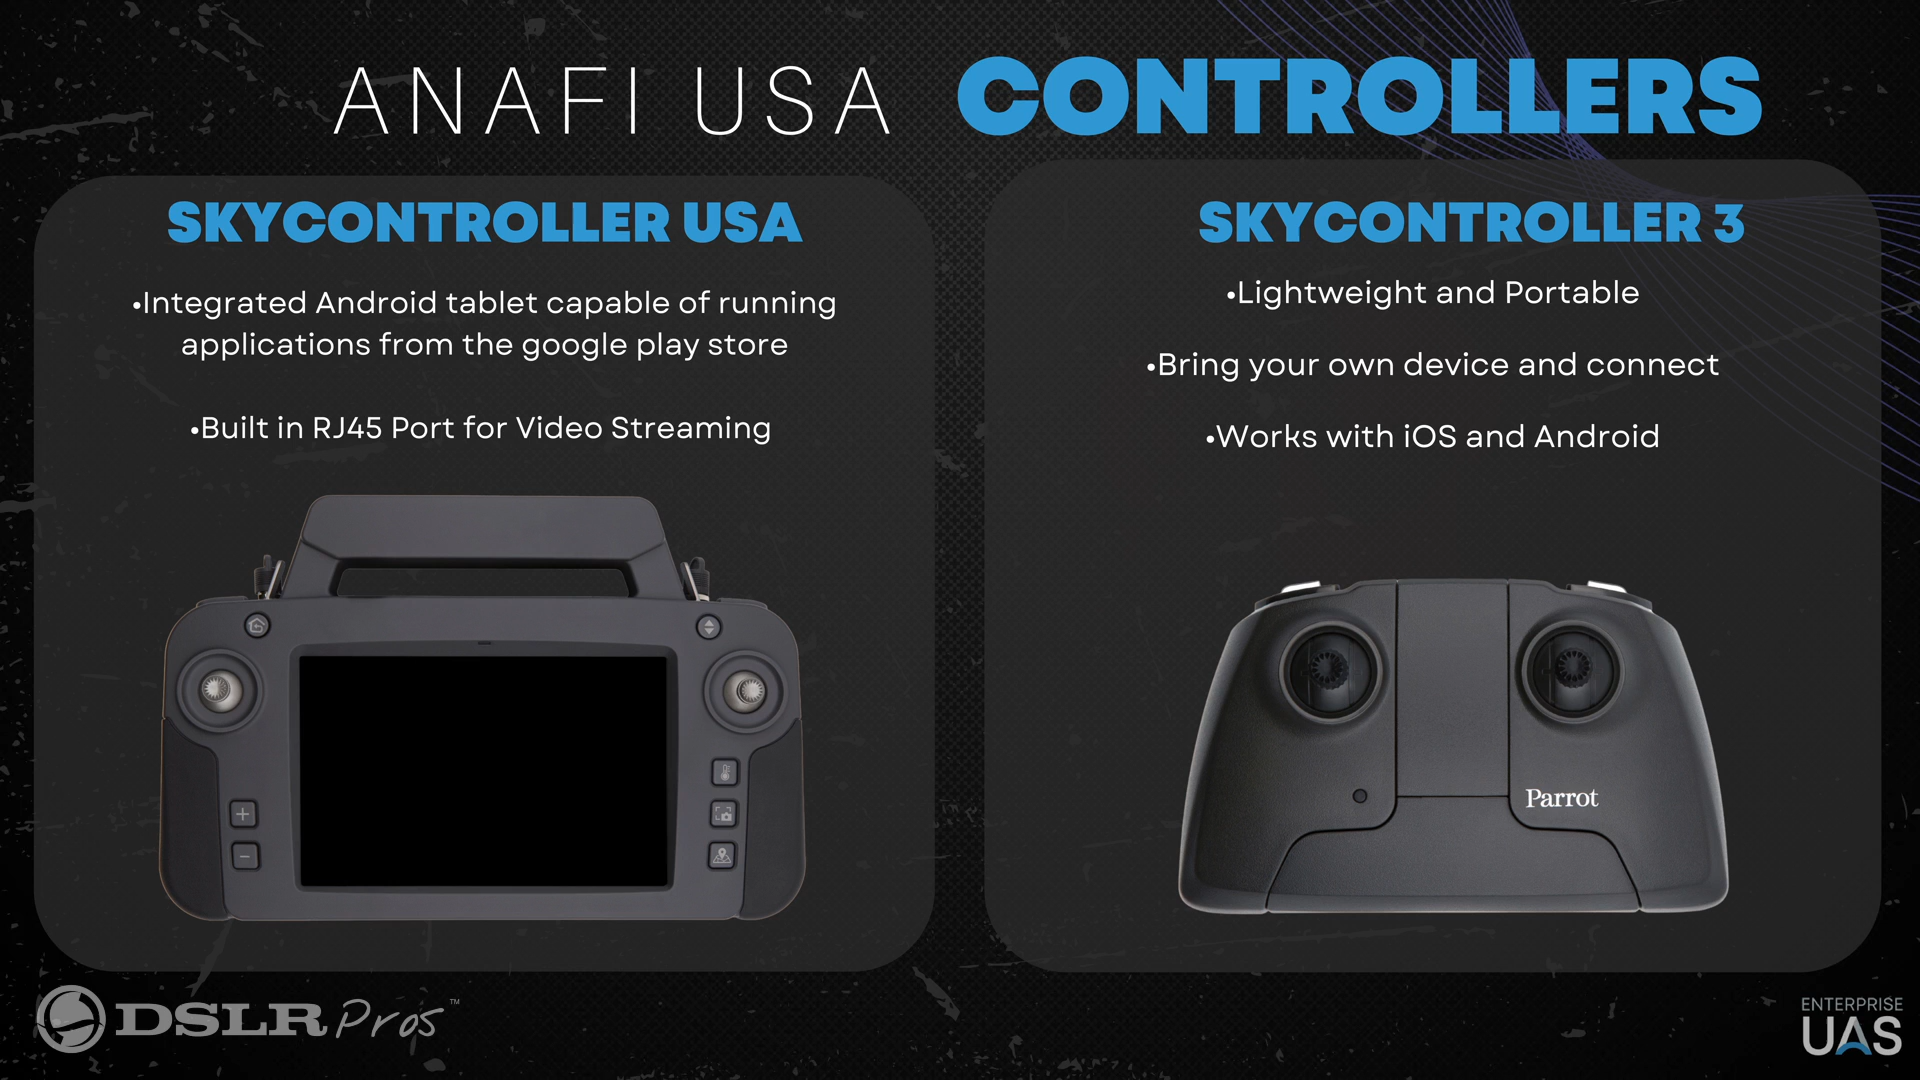 ANAFI USA CONTROLLERS
SKYCONTROLLER USA
•Integrated Android tablet capable of running
applications from the google play store
•Built in RJ45 Port for Video Streaming
SKYCONTROLLER 3
•Lightweight and Portable
•Bring your own device and connect
•Works with iOS and Android
Parrot
DSLR Pros™
ENTERPRISE
UAS